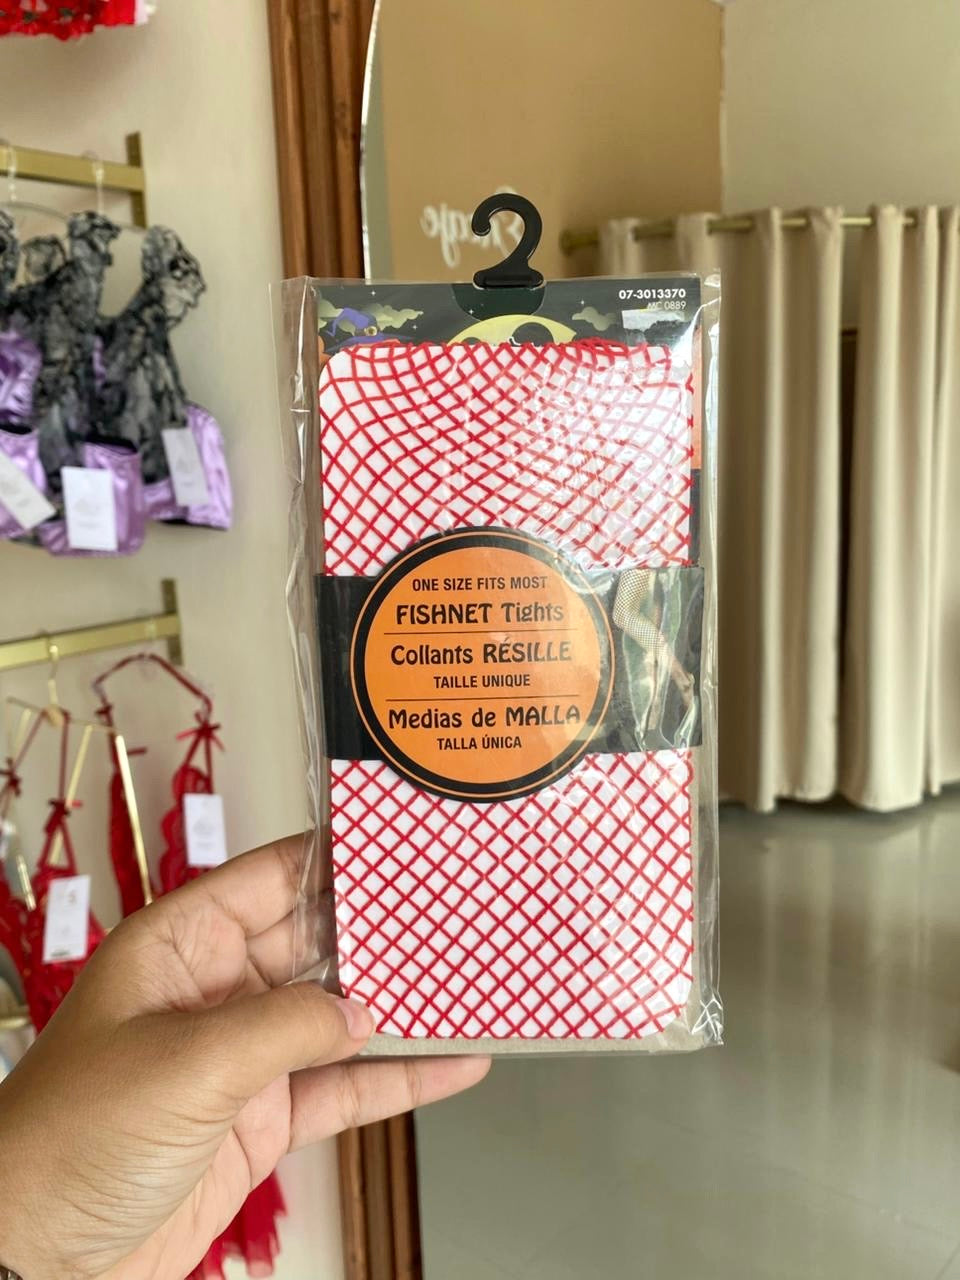 07-3013370
MC 0889
ONE SIZE FITS MOST
FISHNET Tights
Collants RÉSILLE
TAILLE UNIQUE
Medias de MALLA
TALLA ÚNICA